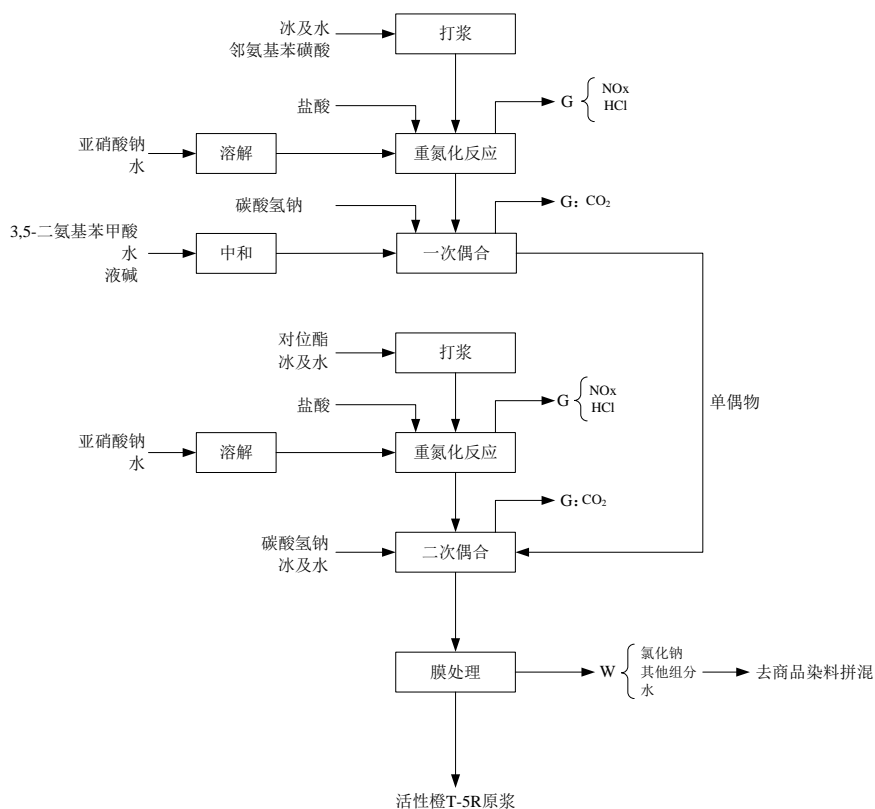 冰及水
邻氨基苯磺酸
打浆
盐酸
G
NOx
HCl
亚硝酸钠
水
溶解
重氮化反应
碳酸氢钠
G: CO₂
3,5-二氨基苯甲酸
水
液碱
中和
一次偶合
对位酯
冰及水
打浆
盐酸
G
NOx
HCl
单偶物
亚硝酸钠
水
溶解
重氮化反应
G: CO₂
碳酸氢钠
冰及水
二次偶合
膜处理
W
氯化钠
其他组分
水
去商品染料拼混
活性橙T-5R原浆